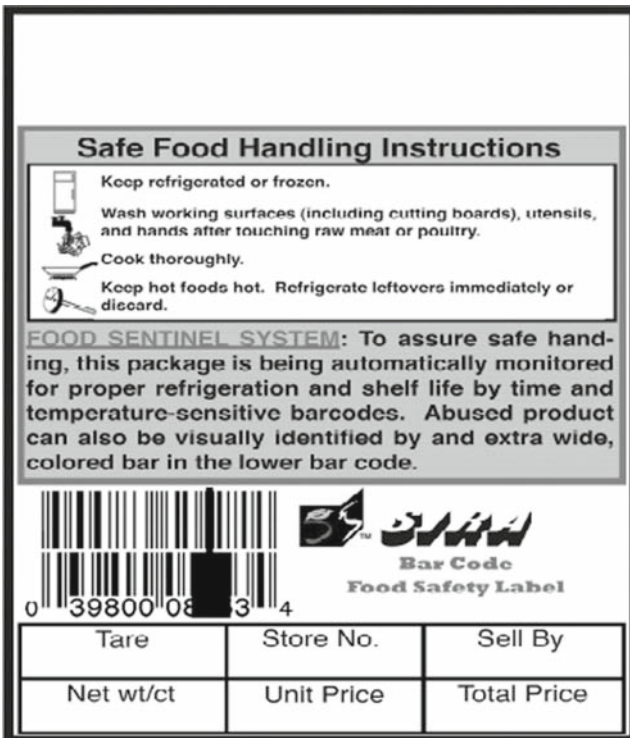 Safe Food Handling Instructions
Keep refrigerated or frozen.
Wash working surfaces (including cutting boards), utensils,
and hands after touching raw meat or poultry.
Cook thoroughly.
Keep hot foods hot. Refrigerate leftovers immediately or
discard.
FOOD SENTINEL SYSTEM: To assure safe hand-
ing, this package is being automatically monitored
for proper refrigeration and shelf life by time and
temperature-sensitive barcodes. Abused product
can also be visually identified by and extra wide,
colored bar in the lower bar code.
TM SIRA
Bar Code
Food Safety Label
0 39800 08 53 4
Tare Store No. Sell By
Net wt/ct Unit Price Total Price